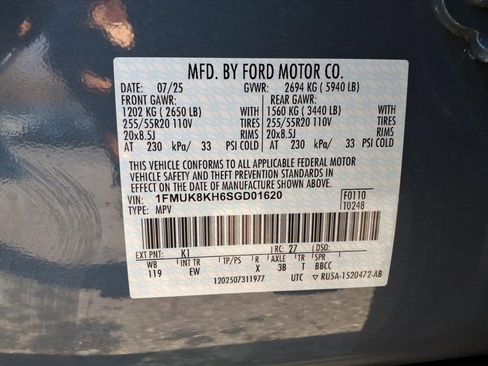 MFD. BY FORD MOTOR CO.
DATE: 07/25 GVWR: 2694 KG ( 5940 LB)
FRONT GAWR: REAR GAWR:
1202 KG ( 2650 LB) WITH 1560 KG ( 3440 LB) WITH
255/55R20 110V TIRES 255/55R20 110V TIRES
20x8.5J RIMS 20x8.5J RIMS
AT 230 kPa/ 33 PSI COLD AT 230 kPa/ 33 PSI COLD
THIS VEHICLE CONFORMS TO ALL APPLICABLE FEDERAL MOTOR
VEHICLE SAFETY AND THEFT PREVENTION STANDARDS IN EFFECT
ON THE DATE OF MANUFACTURE SHOWN ABOVE.
VIN: 1FMUK8KH6SGD01620 F0110
TYPE: MPV T0248
EXT PNT: K1 RC: 27 DSO:
WB TR TP/PS R AXLE TR SPR
119 EW X 3B T BBCC
1202507311977 UTC ▽ RU5A-1520472-AB